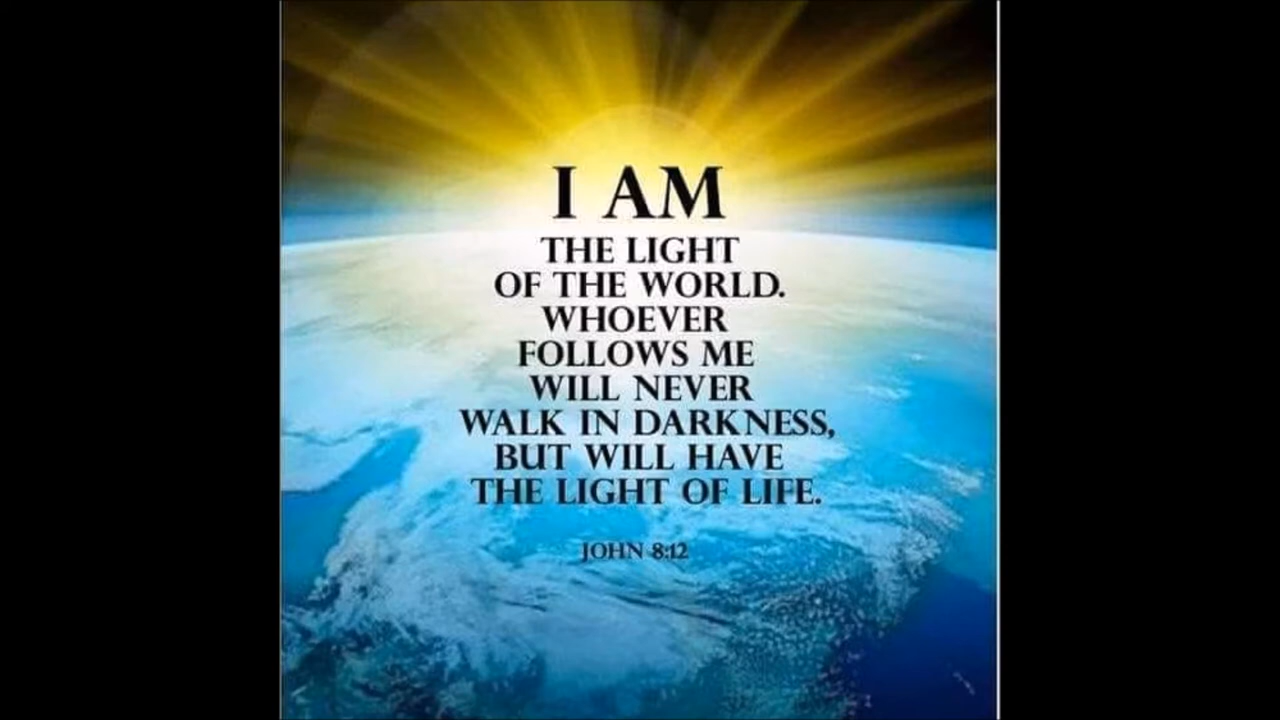 I AM
THE LIGHT
OF THE WORLD.
WHOEVER
FOLLOWS ME
WILL NEVER
WALK IN DARKNESS,
BUT WILL HAVE
THE LIGHT OF LIFE.
JOHN 8:12